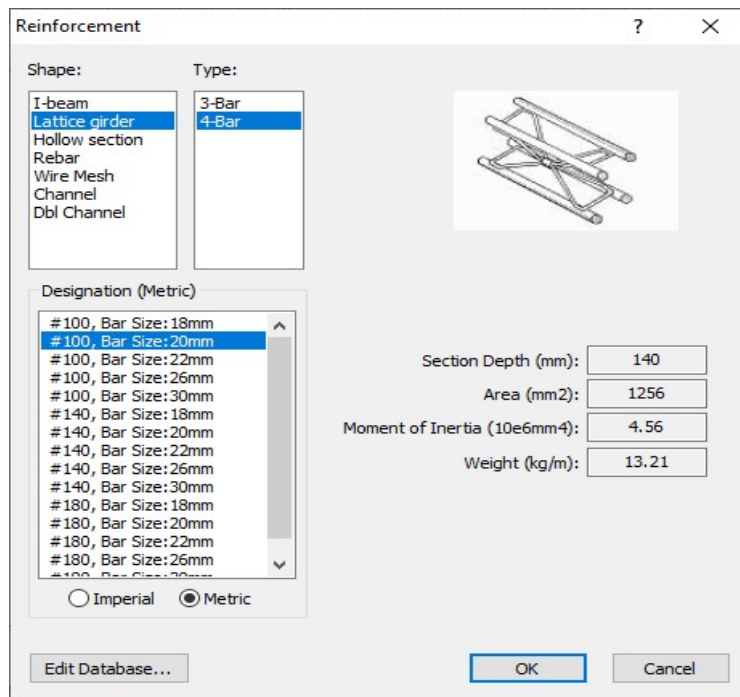 Reinforcement
?
Shape:
Type:
I-beam
Lattice girder
Hollow section
Rebar
Wire Mesh
Channel
Dbl Channel
3-Bar
4-Bar
Designation (Metric)
#100, Bar Size:18mm
#100, Bar Size:20mm
#100, Bar Size:22mm
#100, Bar Size:26mm
#100, Bar Size:30mm
#140, Bar Size:18mm
#140, Bar Size:20mm
#140, Bar Size:22mm
#140, Bar Size:26mm
#140, Bar Size:30mm
#180, Bar Size:18mm
#180, Bar Size:20mm
#180, Bar Size:22mm
#180, Bar Size:26mm
Imperial
Metric
Section Depth (mm): 140
Area (mm2): 1256
Moment of Inertia (10e6mm4): 4.56
Weight (kg/m): 13.21
Edit Database...
OK
Cancel